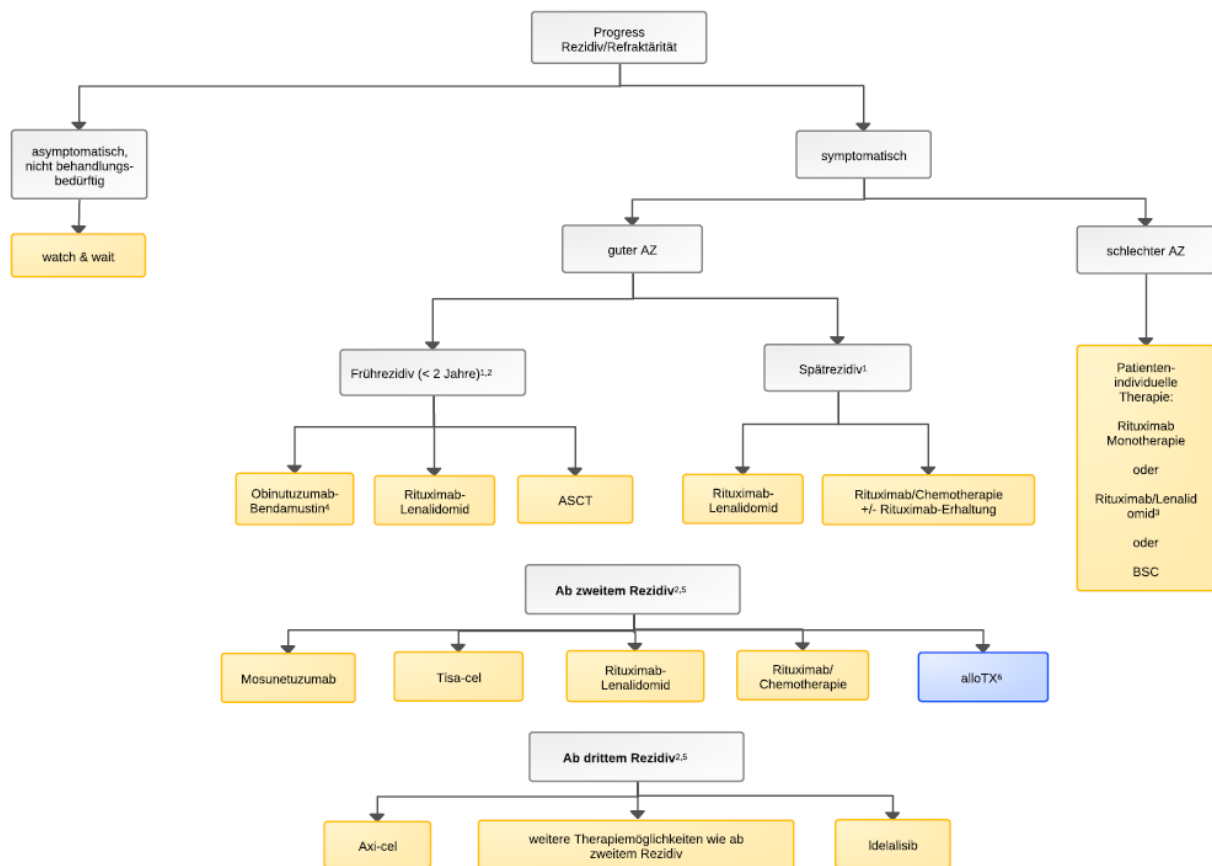 Progress
Rezidiv/Refraktärität
asymptomatisch,
nicht behandlungs-
bedürftig
symptomatisch
watch & wait
guter AZ
schlechter AZ
Frührezidiv (< 2 Jahre)¹,²
Spätrezidiv¹
Patienten-
individuelle
Therapie:
Rituximab
Monotherapie
oder
Rituximab/Lenalid
omid³
oder
BSC
Obinutuzumab-
Bendamustin⁴
Rituximab-
Lenalidomid
ASCT
Rituximab-
Lenalidomid
Rituximab/Chemotherapie
+/- Rituximab-Erhaltung
Ab zweitem Rezidiv²,⁵
Mosunetuzumab
Tisa-cel
Rituximab-
Lenalidomid
Rituximab/
Chemotherapie
alloTX⁶
Ab drittem Rezidiv²,⁵
Axi-cel
weitere Therapiemöglichkeiten wie ab
zweitem Rezidiv
Idelalisib